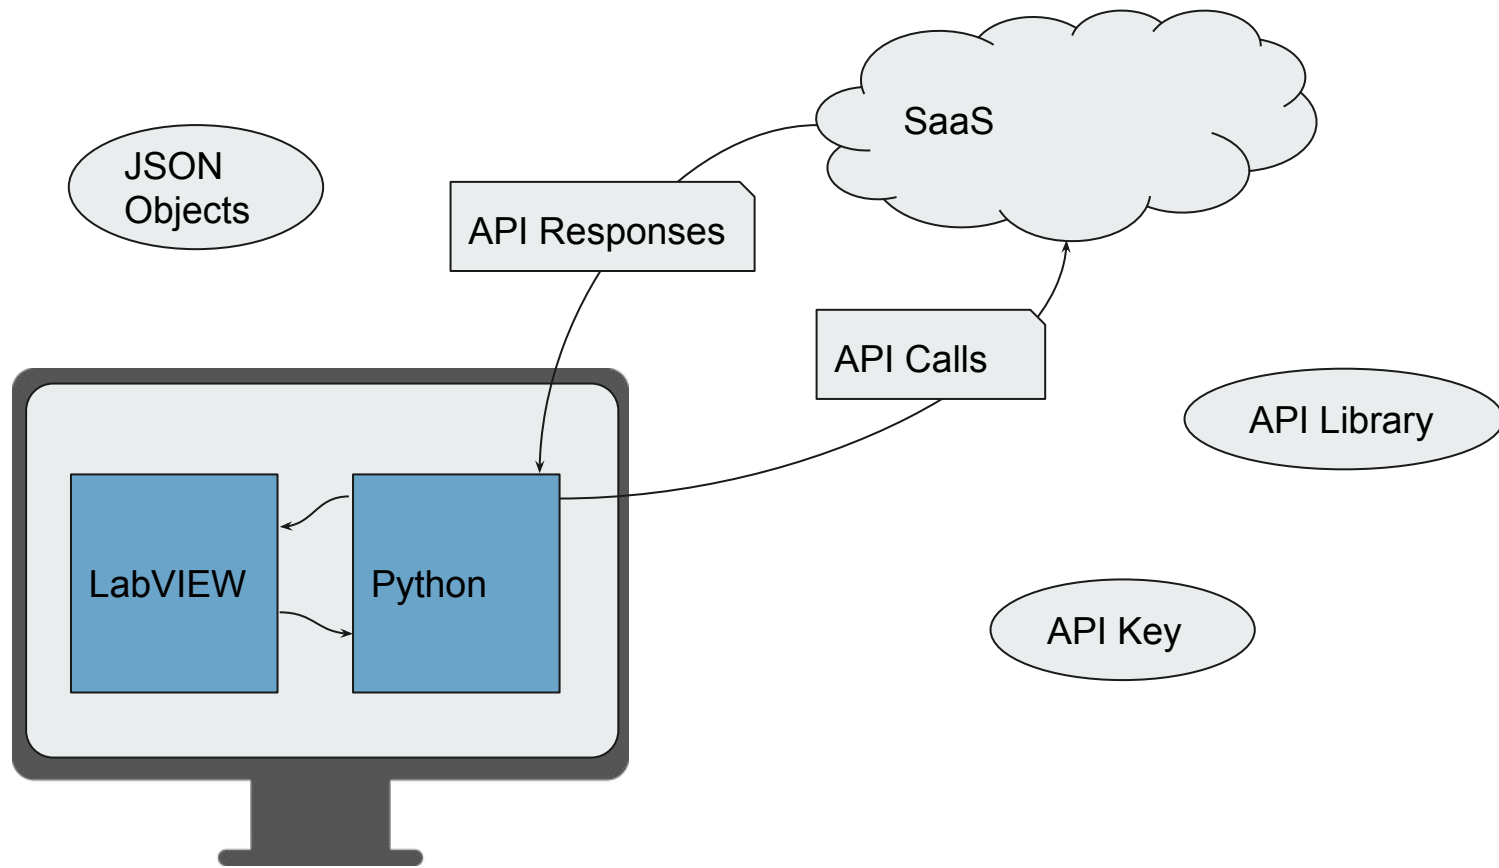 SaaS
JSON
Objects
API Responses
API Calls
API Library
LabVIEW
Python
API Key